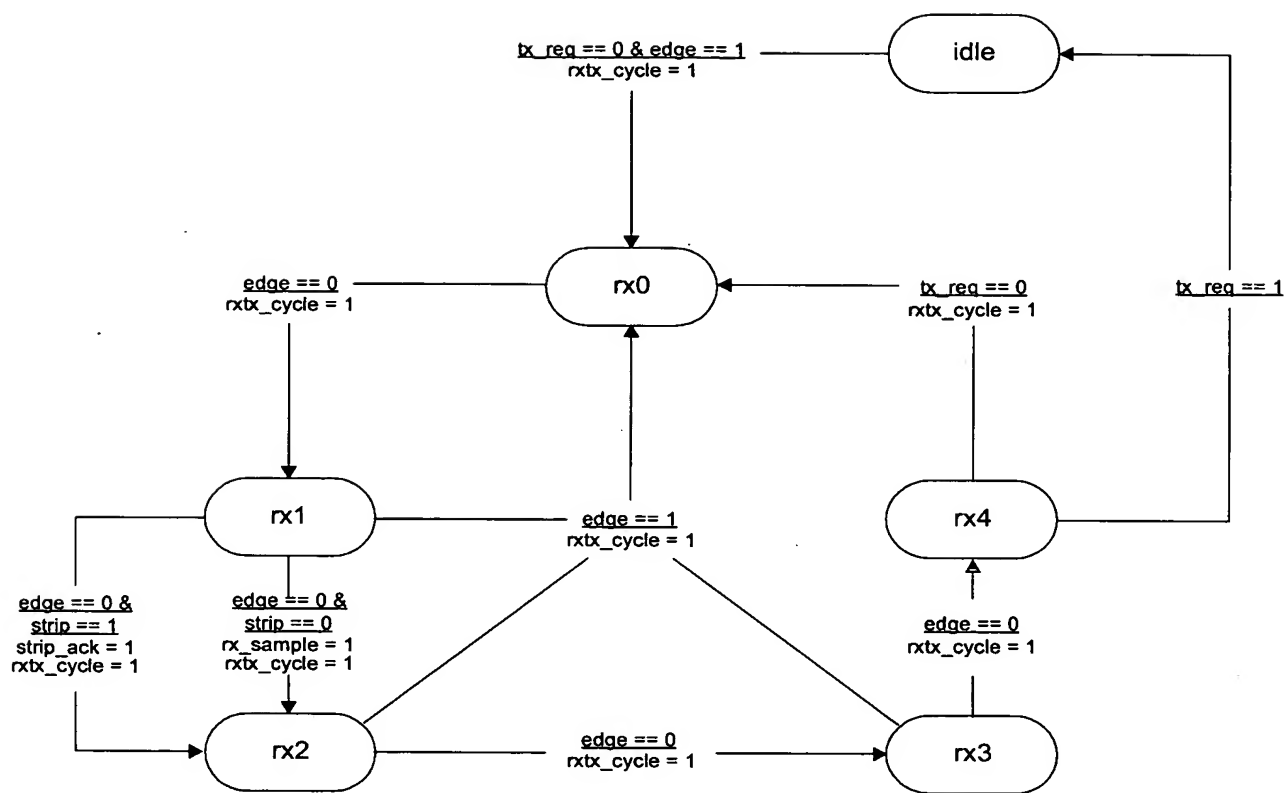 tx_req == 0 & edge == 1
rxtx_cycle = 1
idle
edge == 0
rxtx_cycle = 1
rx0
tx_req == 0
rxtx_cycle = 1
tx_req == 1
rx1
edge == 1
rxtx_cycle = 1
rx4
edge == 0 &
strip == 1
strip_ack = 1
rxtx_cycle = 1
edge == 0 &
strip == 0
rx_sample = 1
rxtx_cycle = 1
edge == 0
rxtx_cycle = 1
rx2
edge == 0
rxtx_cycle = 1
rx3